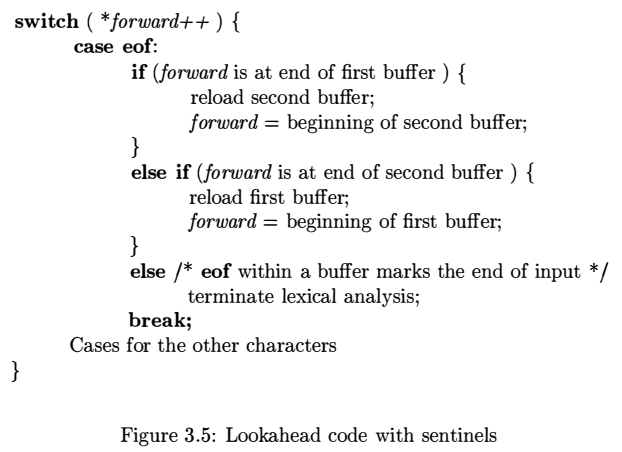 switch ( *forward++ ) {
case eof:
if (forward is at end of first buffer ) {
reload second buffer;
forward = beginning of second buffer;
}
else if (forward is at end of second buffer ) {
reload first buffer;
forward = beginning of first buffer;
}
else /* eof within a buffer marks the end of input */
terminate lexical analysis;
break;
Cases for the other characters
}
Figure 3.5: Lookahead code with sentinels